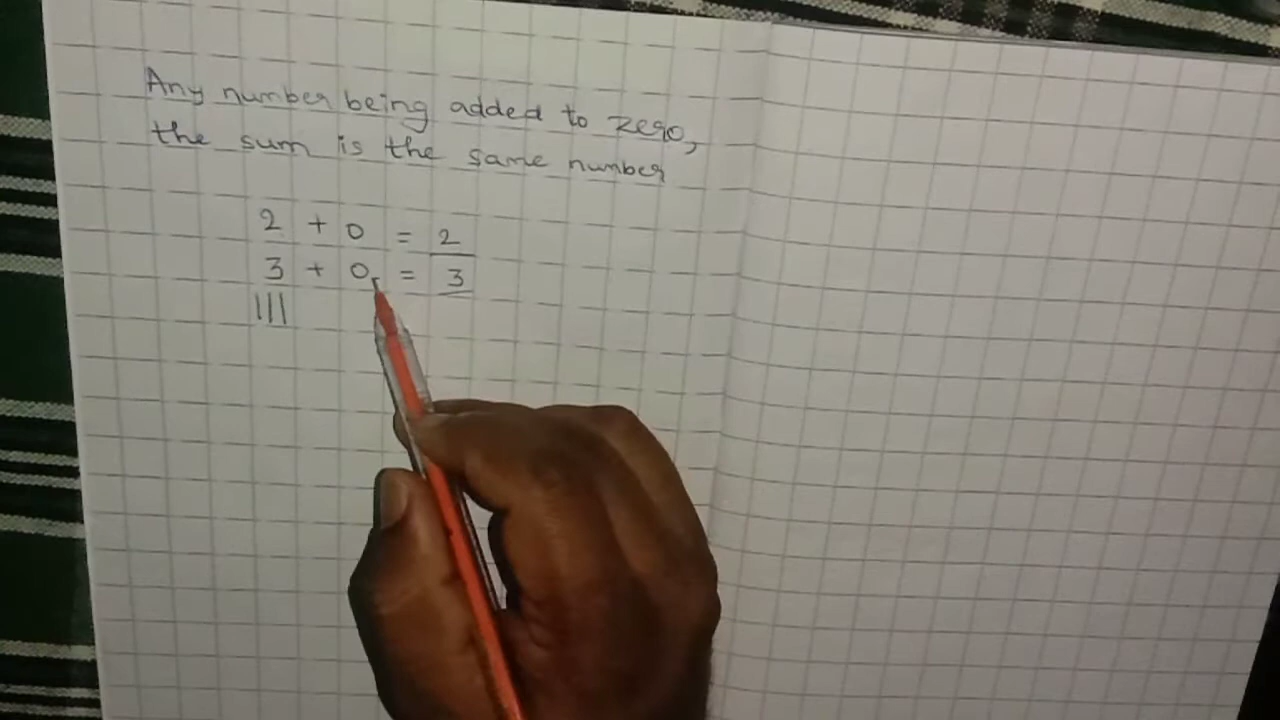 Any number being added to zero,
the sum is the same number
2 + 0 = 2
3 + 0 = 3
|||